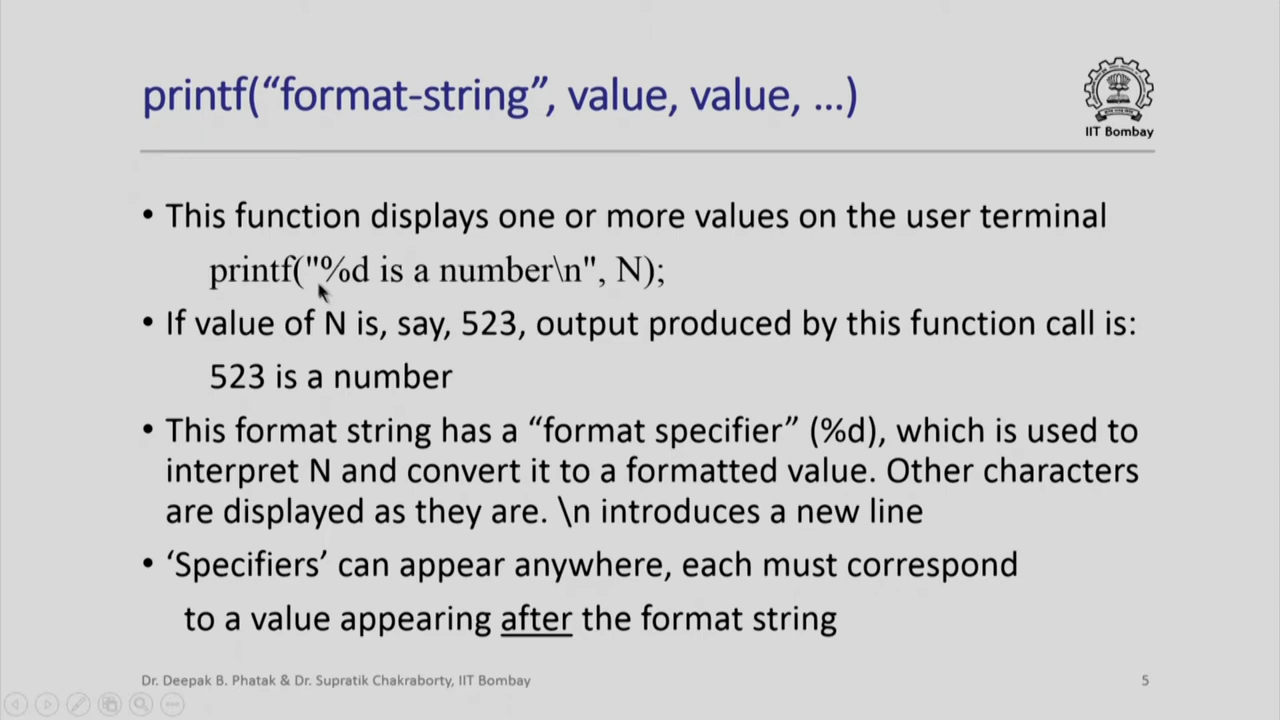 printf(“format-string”, value, value, …)
IIT Bombay
• This function displays one or more values on the user terminal
printf("%d is a number\n", N);
• If value of N is, say, 523, output produced by this function call is:
523 is a number
• This format string has a “format specifier” (%d), which is used to
interpret N and convert it to a formatted value. Other characters
are displayed as they are. \n introduces a new line
• ‘Specifiers’ can appear anywhere, each must correspond
to a value appearing after the format string
Dr. Deepak B. Phatak & Dr. Supratik Chakraborty, IIT Bombay
5